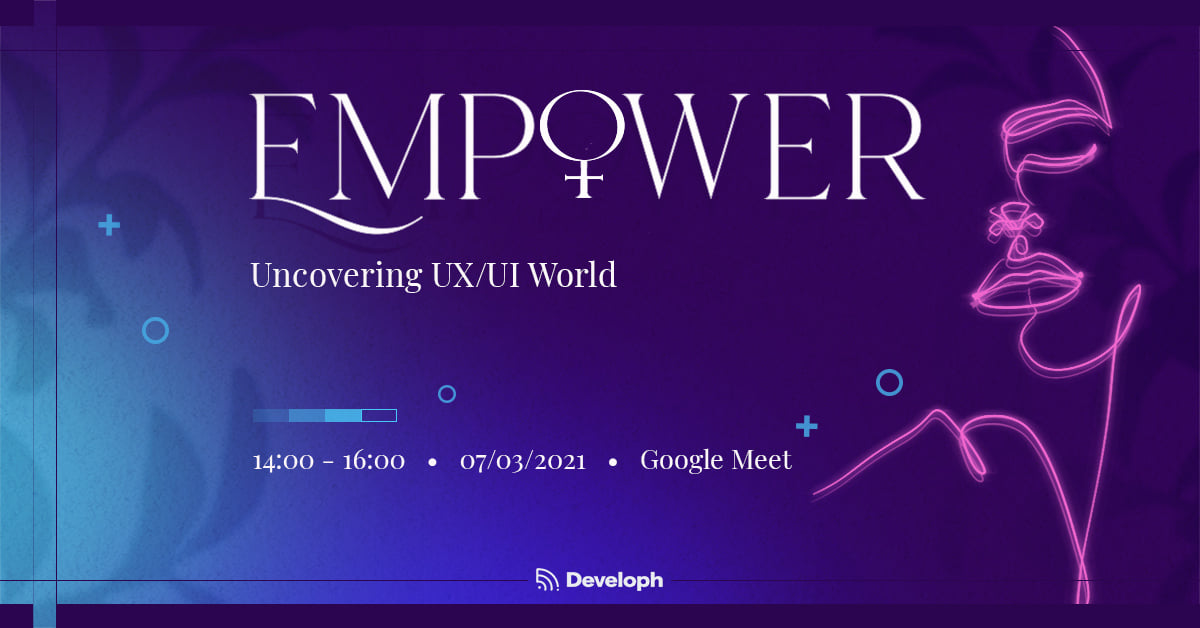 EMPOWER
Uncovering UX/UI World
14:00 - 16:00 • 07/03/2021 • Google Meet
Developh